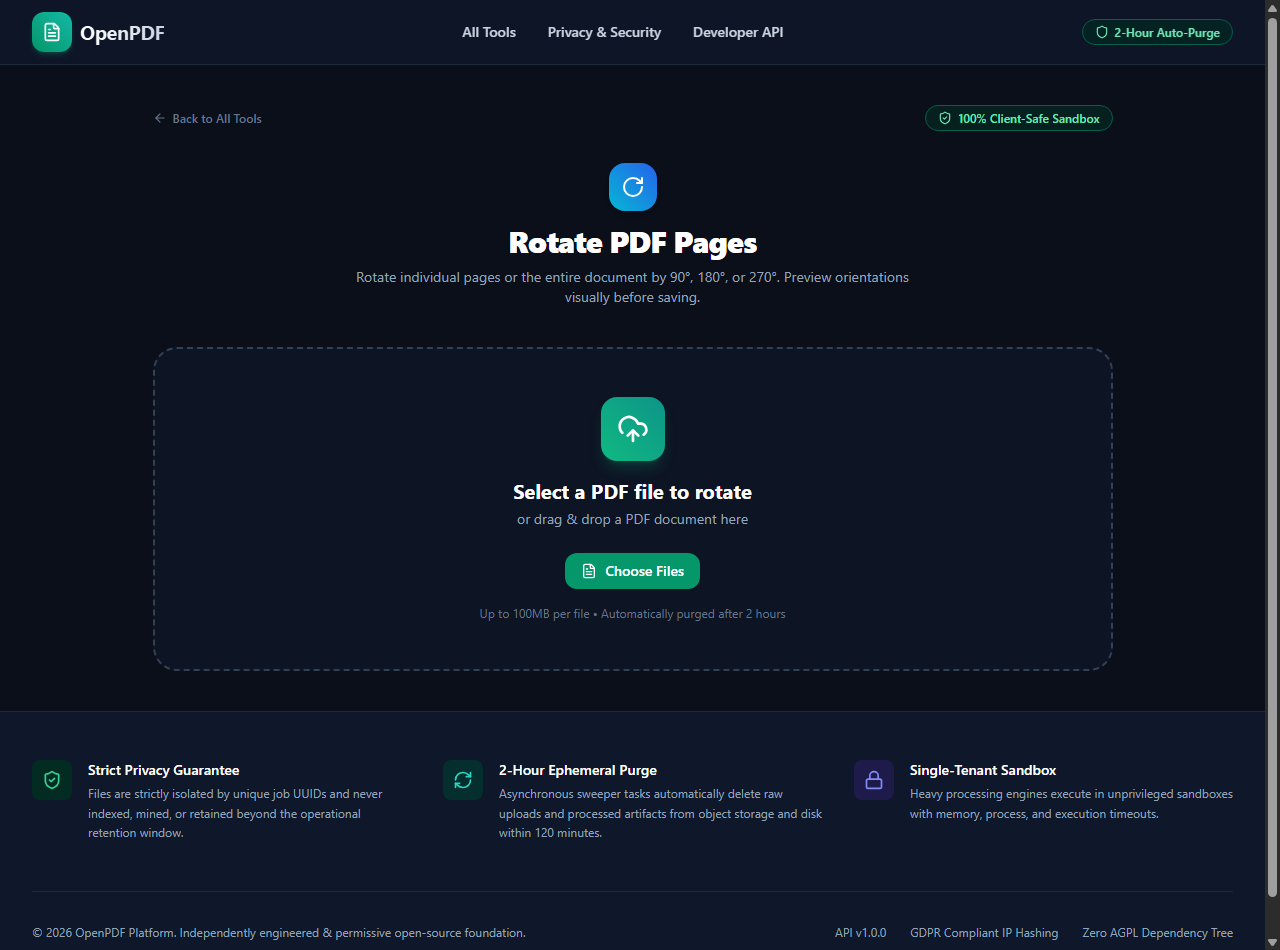 OpenPDF
All Tools
Privacy & Security
Developer API
2-Hour Auto-Purge
Back to All Tools
100% Client-Safe Sandbox
Rotate PDF Pages
Rotate individual pages or the entire document by 90°, 180°, or 270°. Preview orientations
visually before saving.
Select a PDF file to rotate
or drag & drop a PDF document here
Choose Files
Up to 100MB per file • Automatically purged after 2 hours
Strict Privacy Guarantee
Files are strictly isolated by unique job UUIDs and never
indexed, mined, or retained beyond the operational
retention window.
2-Hour Ephemeral Purge
Asynchronous sweeper tasks automatically delete raw
uploads and processed artifacts from object storage and disk
within 120 minutes.
Single-Tenant Sandbox
Heavy processing engines execute in unprivileged sandboxes
with memory, process, and execution timeouts.
© 2026 OpenPDF Platform. Independently engineered & permissive open-source foundation.
API v1.0.0
GDPR Compliant IP Hashing
Zero AGPL Dependency Tree